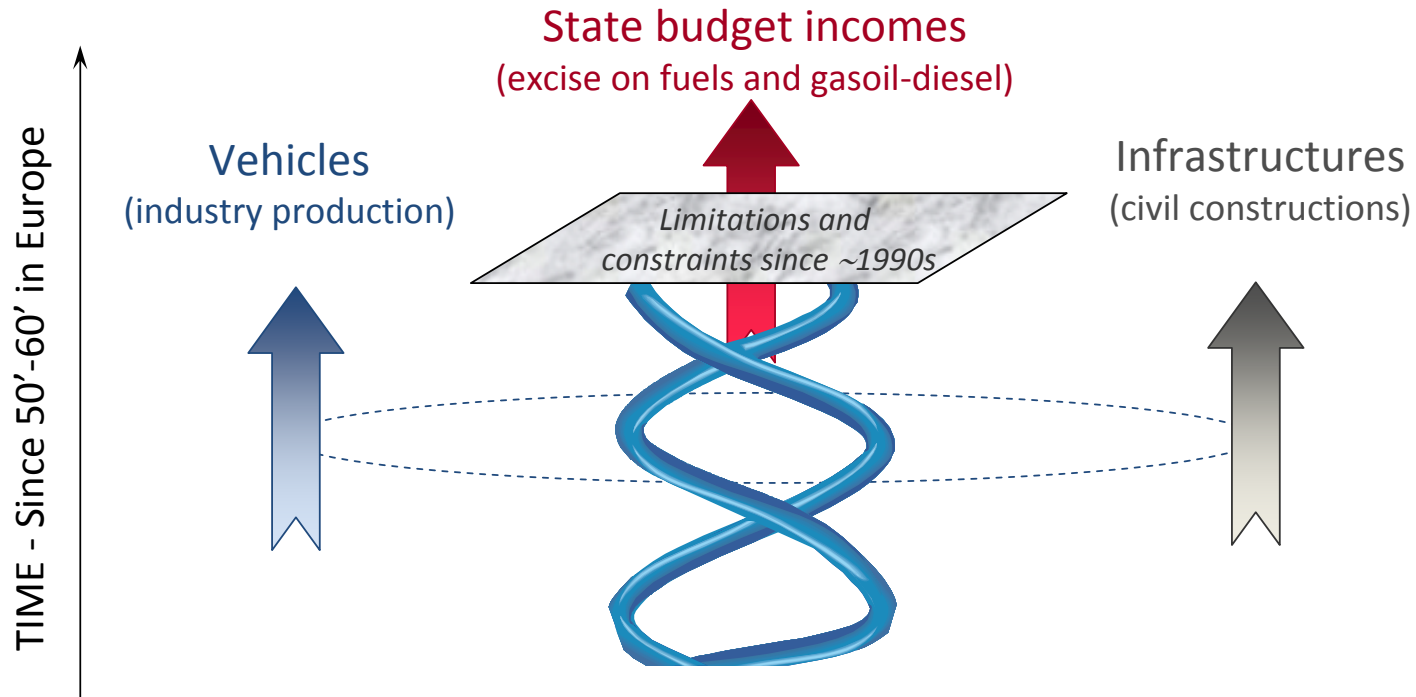 State budget incomes
(excise on fuels and gasoil-diesel)
Vehicles
(industry production)
Infrastructures
(civil constructions)
Limitations and
constraints since ~1990s
TIME - Since 50’-60’ in Europe